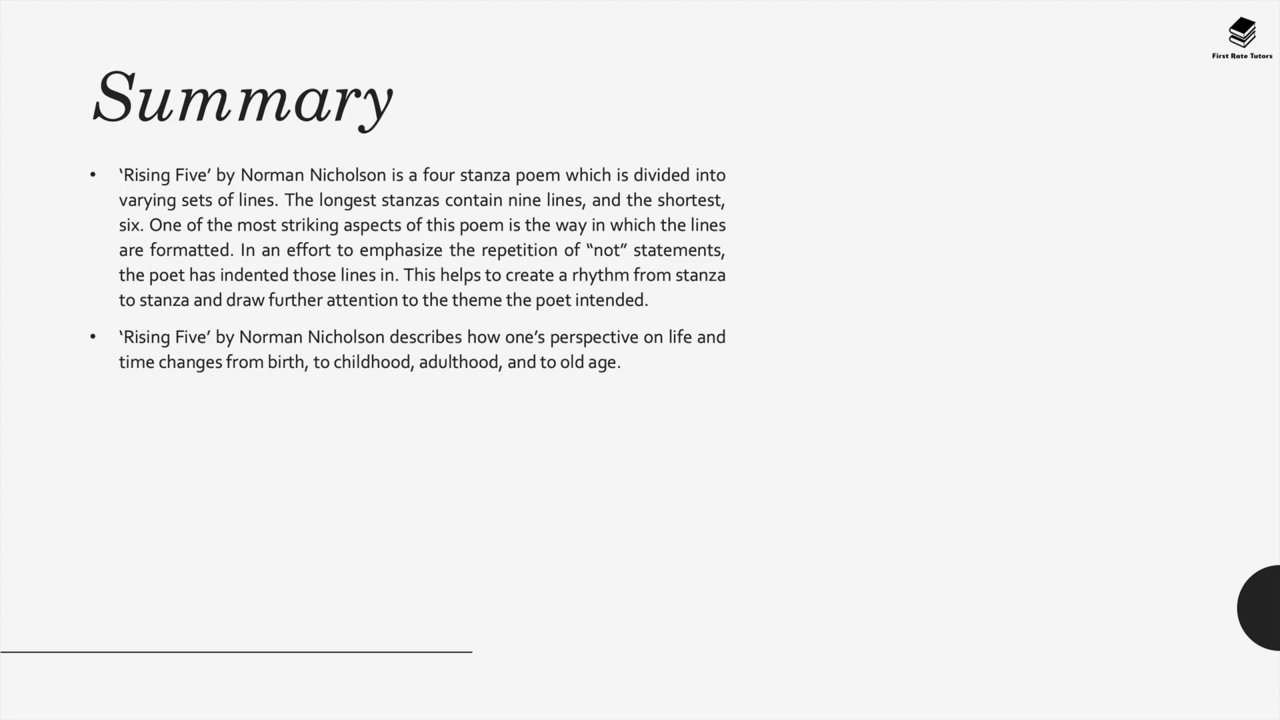 First Rate Tutors
Summary
• ‘Rising Five’ by Norman Nicholson is a four stanza poem which is divided into
varying sets of lines. The longest stanzas contain nine lines, and the shortest,
six. One of the most striking aspects of this poem is the way in which the lines
are formatted. In an effort to emphasize the repetition of “not” statements,
the poet has indented those lines in. This helps to create a rhythm from stanza
to stanza and draw further attention to the theme the poet intended.
• ‘Rising Five’ by Norman Nicholson describes how one’s perspective on life and
time changes from birth, to childhood, adulthood, and to old age.